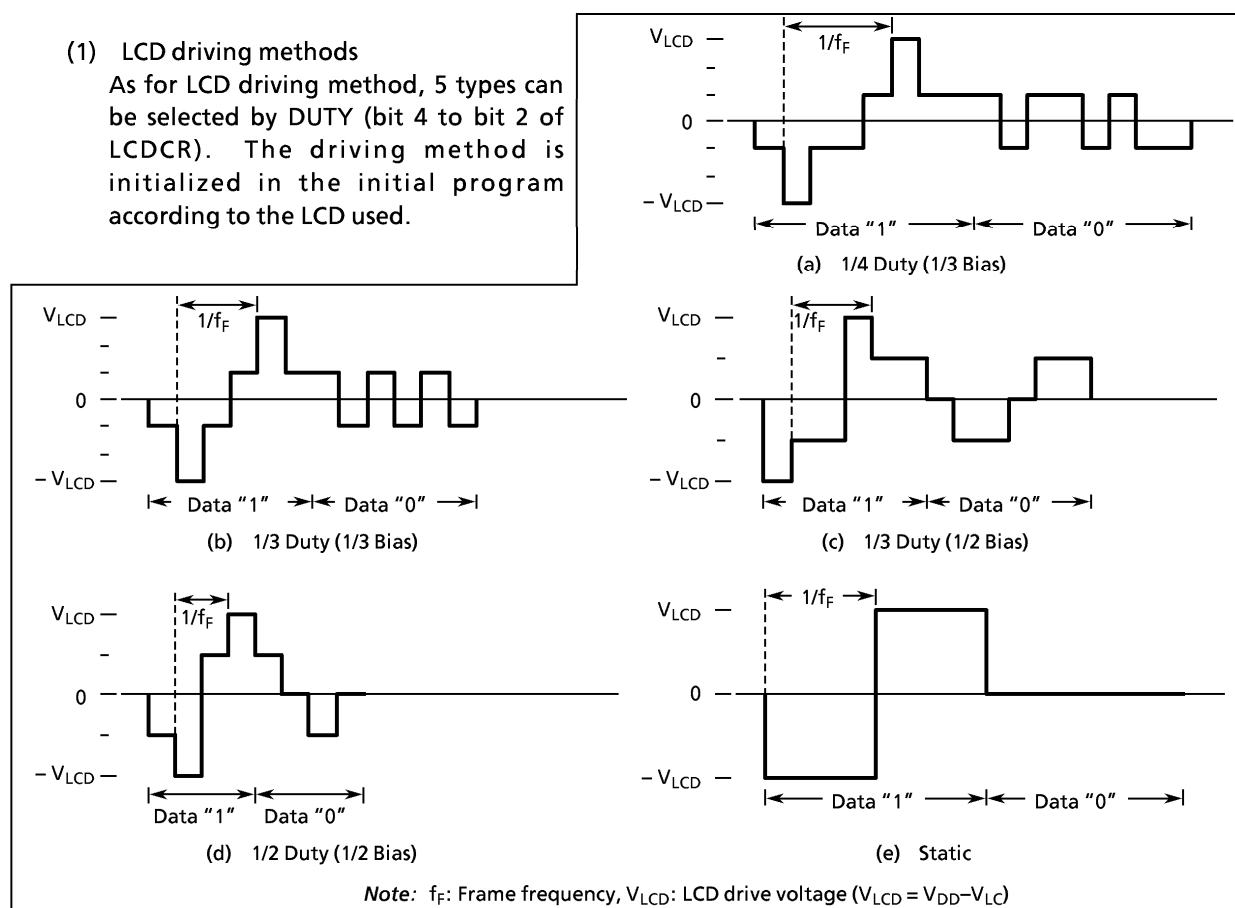 (1) LCD driving methods
As for LCD driving method, 5 types can
be selected by DUTY (bit 4 to bit 2 of
LCDCR). The driving method is
initialized in the initial program
according to the LCD used.
VLCD
1/fF
0
– VLCD
Data “1” Data “0”
(a) 1/4 Duty (1/3 Bias)
VLCD
1/fF
0
– VLCD
Data “1” Data “0”
(b) 1/3 Duty (1/3 Bias)
VLCD
1/fF
0
– VLCD
Data “1” Data “0”
(c) 1/3 Duty (1/2 Bias)
VLCD
1/fF
0
– VLCD
Data “1” Data “0”
(d) 1/2 Duty (1/2 Bias)
VLCD
1/fF
0
– VLCD
Data “1” Data “0”
(e) Static
Note: fF: Frame frequency, VLCD: LCD drive voltage (VLCD = VDD–VLC)